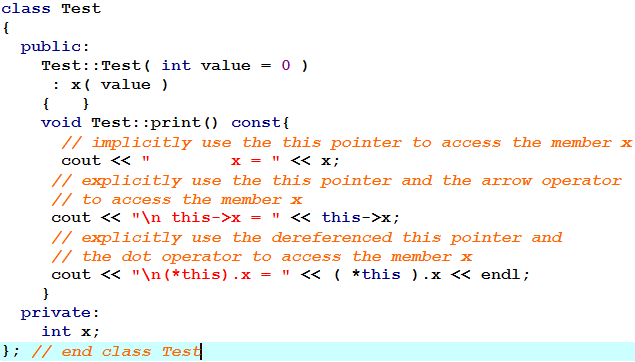 class Test
{
  public:
    Test::Test( int value = 0 )
     : x( value )
    {   }
    void Test::print() const{
      // implicitly use the this pointer to access the member x
      cout << "        x = " << x;
     // explicitly use the this pointer and the arrow operator
     // to access the member x
     cout << "\n this->x = " << this->x;
     // explicitly use the dereferenced this pointer and
     // the dot operator to access the member x
     cout << "\n(*this).x = " << ( *this ).x << endl;
    }
  private:
    int x;
}; // end class Test